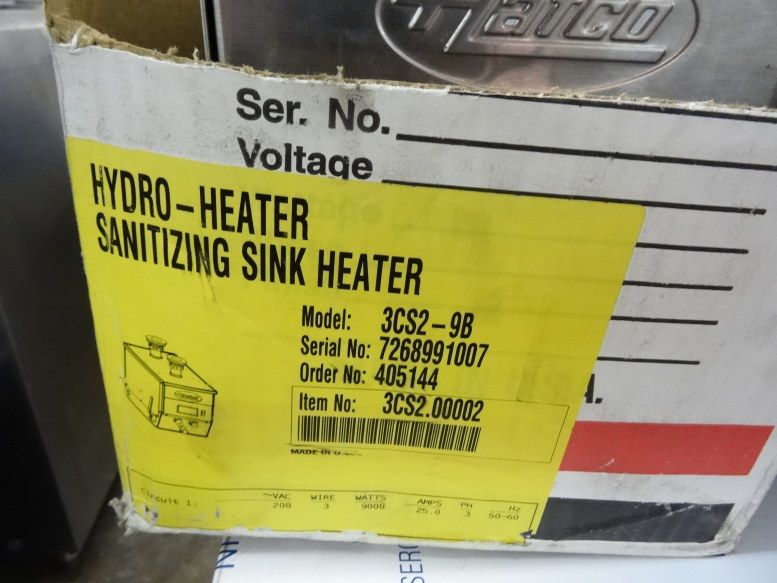 HATCO
Ser. No.
Voltage
HYDRO-HEATER
SANITIZING SINK HEATER
Model: 3CS2-9B
Serial No: 7268991007
Order No: 405144
Item No: 3CS2.00002
MADE IN U.S.A.
A.
~VAC WIRE WATTS AMPS PH Hz
Circuit 1: 208 3 9000 25.0 3 50-60